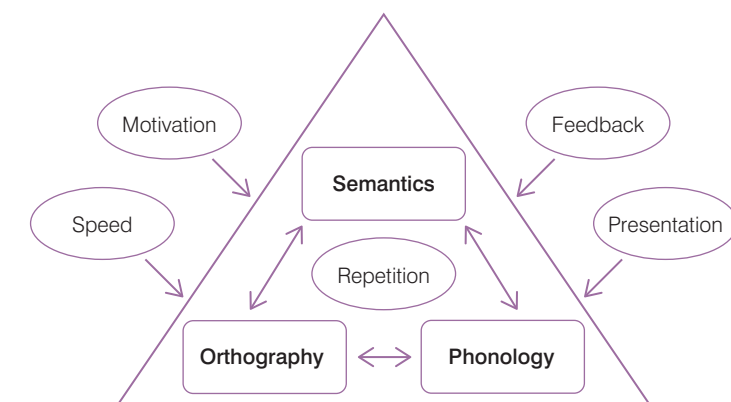 Motivation
Feedback
Semantics
Speed
Presentation
Repetition
Orthography
Phonology